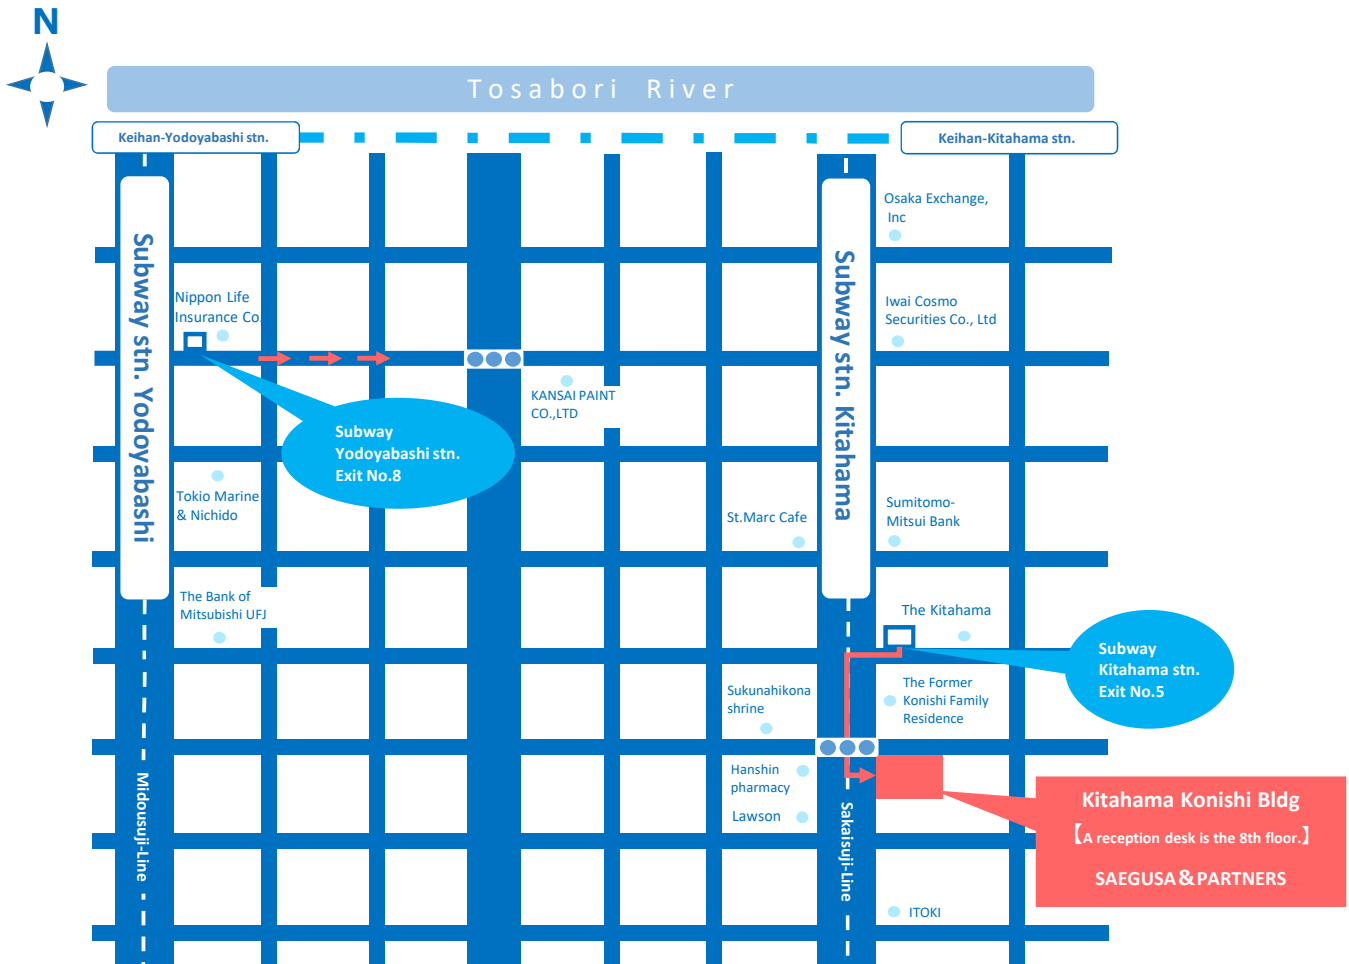 N
Tosabori River
Keihan-Yodoyabashi stn.
Keihan-Kitahama stn.
Subway stn. Yodoyabashi
Subway stn. Kitahama
Osaka Exchange,
Inc
Nippon Life
Insurance Co.
Iwai Cosmo
Securities Co., Ltd
KANSAI PAINT
CO.,LTD
Subway
Yodoyabashi stn.
Exit No.8
Tokio Marine
& Nichido
St.Marc Cafe
Sumitomo-
Mitsui Bank
The Bank of
Mitsubishi UFJ
The Kitahama
Subway
Kitahama stn.
Exit No.5
Sukunahikona
shrine
The Former
Konishi Family
Residence
Hanshin
pharmacy
Lawson
Midousuji-Line
Sakaisuji-Line
Kitahama Konishi Bldg
【A reception desk is the 8th floor.】
SAEGUSA&PARTNERS
ITOKI